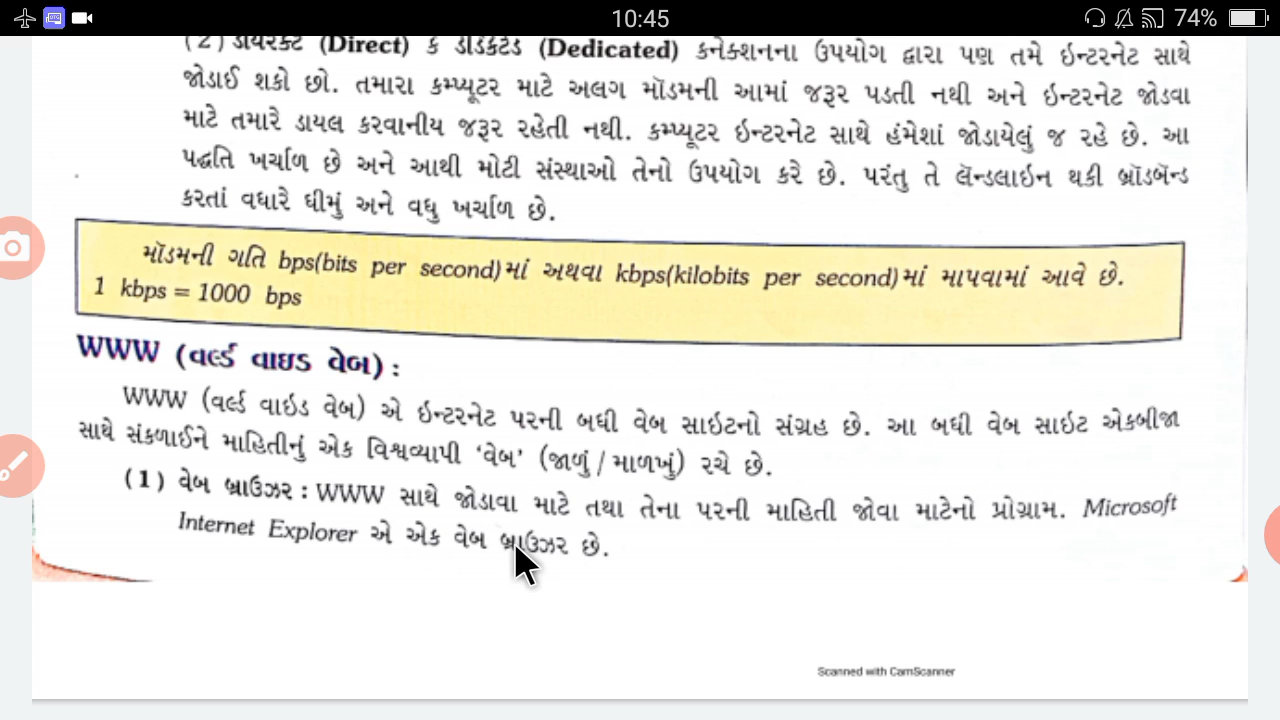 10:45
74%
(2) ડાયરેક્ટ (Direct) કે ડેડિકેટેડ (Dedicated) કનેક્શનના ઉપયોગ દ્વારા પણ તમે ઇન્ટરનેટ સાથે
જોડાઈ શકો છો. તમારા કમ્પ્યૂટર માટે અલગ મૉડમની આમાં જરૂર પડતી નથી અને ઇન્ટરનેટ જોડવા
માટે તમારે ડાયલ કરવાનીય જરૂર રહેતી નથી. કમ્પ્યૂટર ઇન્ટરનેટ સાથે હંમેશાં જોડાયેલું જ રહે છે. આ
પદ્ધતિ ખર્ચાળ છે અને આથી મોટી સંસ્થાઓ તેનો ઉપયોગ કરે છે. પરંતુ તે લૅન્ડલાઇન થકી બ્રૉડબૅન્ડ
કરતાં વધારે ધીમું અને વધુ ખર્ચાળ છે.
મૉડમની ગતિ bps(bits per second)માં અથવા kbps(kilobits per second)માં માપવામાં આવે છે.
1 kbps = 1000 bps
WWW (વર્લ્ડ વાઇડ વેબ) :
WWW (વર્લ્ડ વાઇડ વેબ) એ ઇન્ટરનેટ પરની બધી વેબ સાઇટનો સંગ્રહ છે. આ બધી વેબ સાઇટ એકબીજા
સાથે સંકળાઈને માહિતીનું એક વિશ્વવ્યાપી ‘વેબ’ (જાળું / માળખું) રચે છે.
(1) વેબ બ્રાઉઝર : WWW સાથે જોડાવા માટે તથા તેના પરની માહિતી જોવા માટેનો પ્રોગ્રામ. Microsoft
Internet Explorer એ એક વેબ બ્રાઉઝર છે.
Scanned with CamScanner